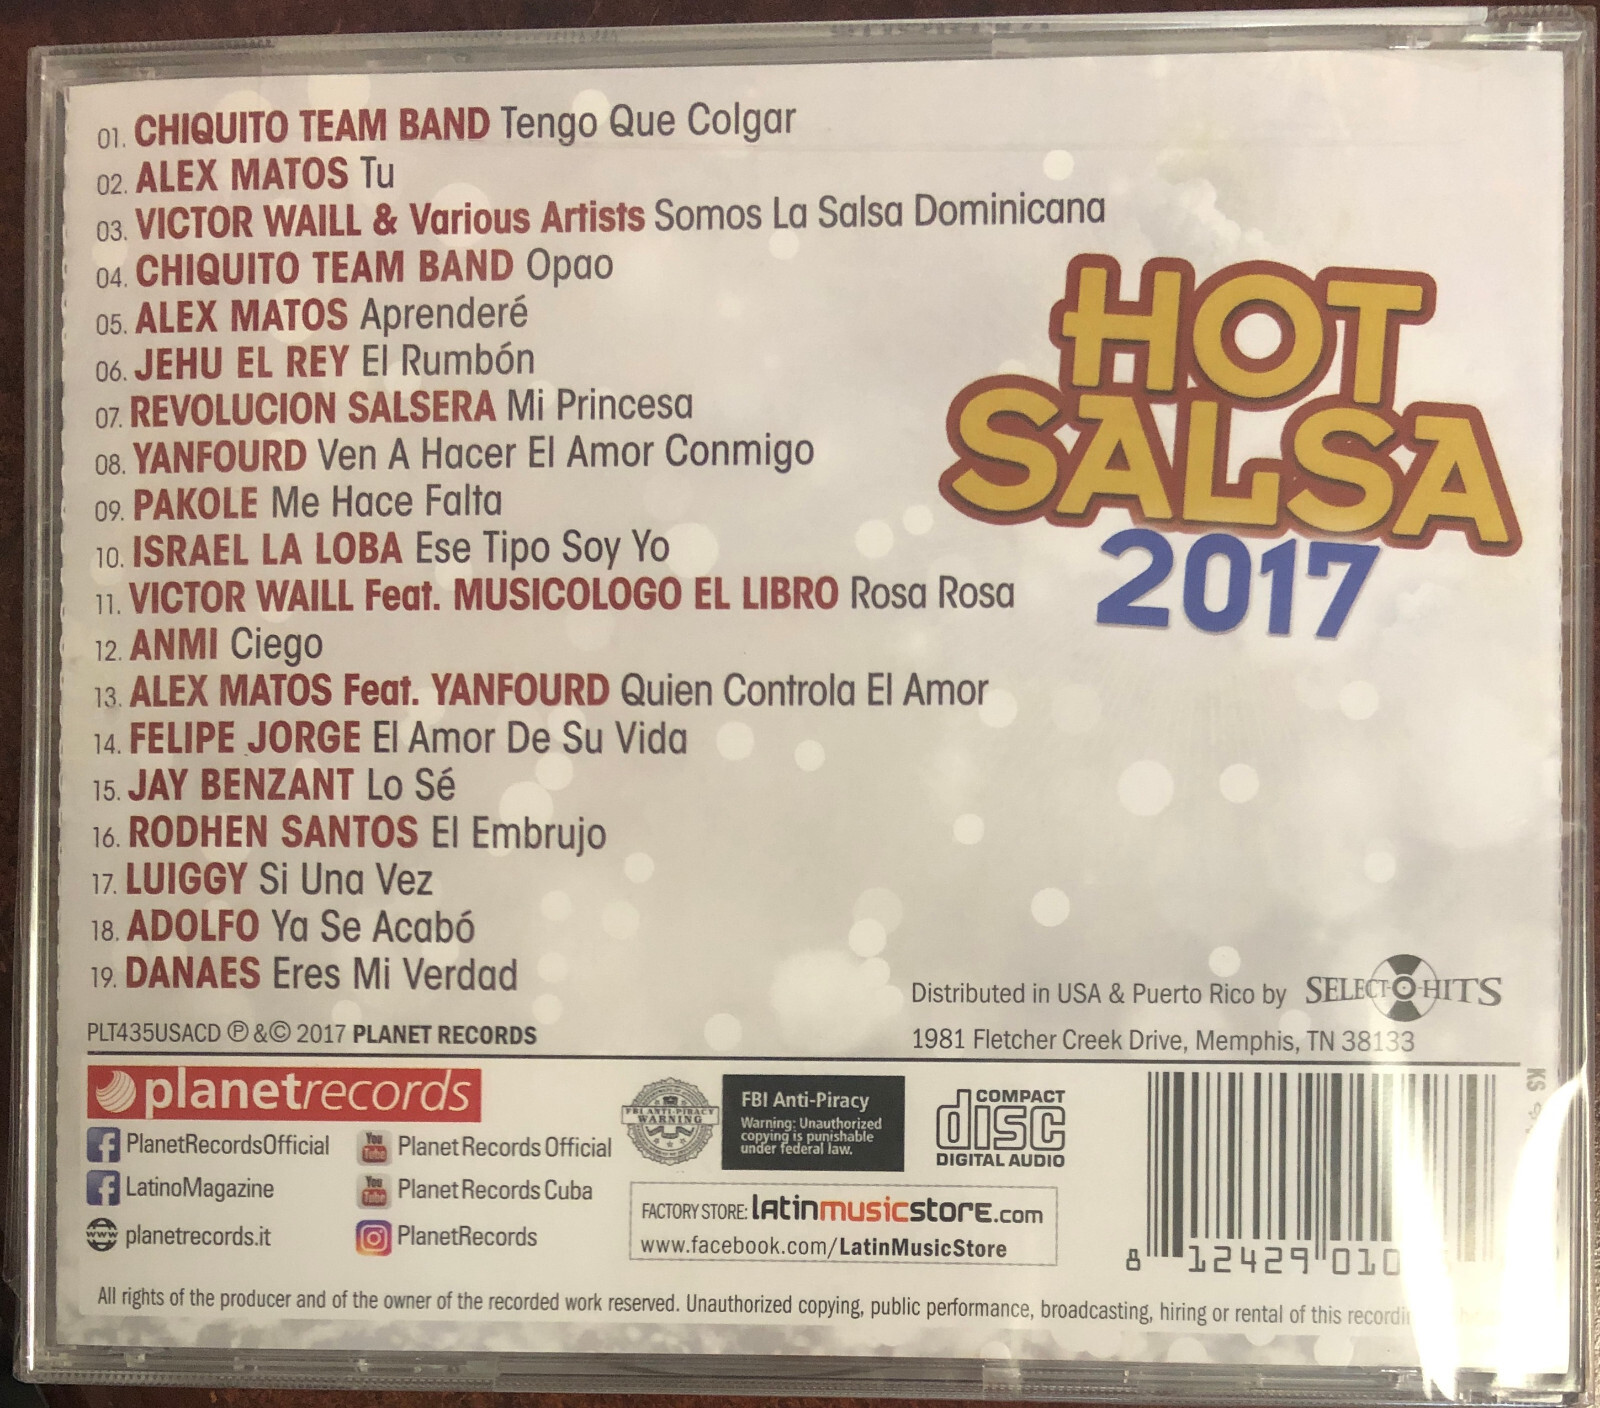 01. CHIQUITO TEAM BAND Tengo Que Colgar
02. ALEX MATOS Tu
03. VICTOR WAILL & Various Artists Somos La Salsa Dominicana
04. CHIQUITO TEAM BAND Opao
05. ALEX MATOS Aprenderé
06. JEHU EL REY El Rumbón
07. REVOLUCION SALSERA Mi Princesa
08. YANFOURD Ven A Hacer El Amor Conmigo
09. PAKOLE Me Hace Falta
10. ISRAEL LA LOBA Ese Tipo Soy Yo
11. VICTOR WAILL Feat. MUSICOLOGO EL LIBRO Rosa Rosa
12. ANMI Ciego
13. ALEX MATOS Feat. YANFOURD Quien Controla El Amor
14. FELIPE JORGE El Amor De Su Vida
15. JAY BENZANT Lo Sé
16. RODHEN SANTOS El Embrujo
17. LUIGGY Si Una Vez
18. ADOLFO Ya Se Acabó
19. DANAES Eres Mi Verdad
HOT
SALSA
2017
PLT435USACD ℗ & © 2017 PLANET RECORDS
Distributed in USA & Puerto Rico by SELECT-O-HITS
1981 Fletcher Creek Drive, Memphis, TN 38133
planetrecords
PlanetRecordsOfficial
LatinoMagazine
www planetrecords.it
You Tube Planet Records Official
You Tube Planet Records Cuba
PlanetRecords
FBI ANTI-PIRACY
WARNING
FBI Anti-Piracy
Warning: Unauthorized
copying is punishable
under federal law.
COMPACT
disc
DIGITAL AUDIO
FACTORY STORE: latinmusicstore.com
www.facebook.com/LatinMusicStore
KS
8 12429 010
All rights of the producer and of the owner of the recorded work reserved. Unauthorized copying, public performance, broadcasting, hiring or rental of this